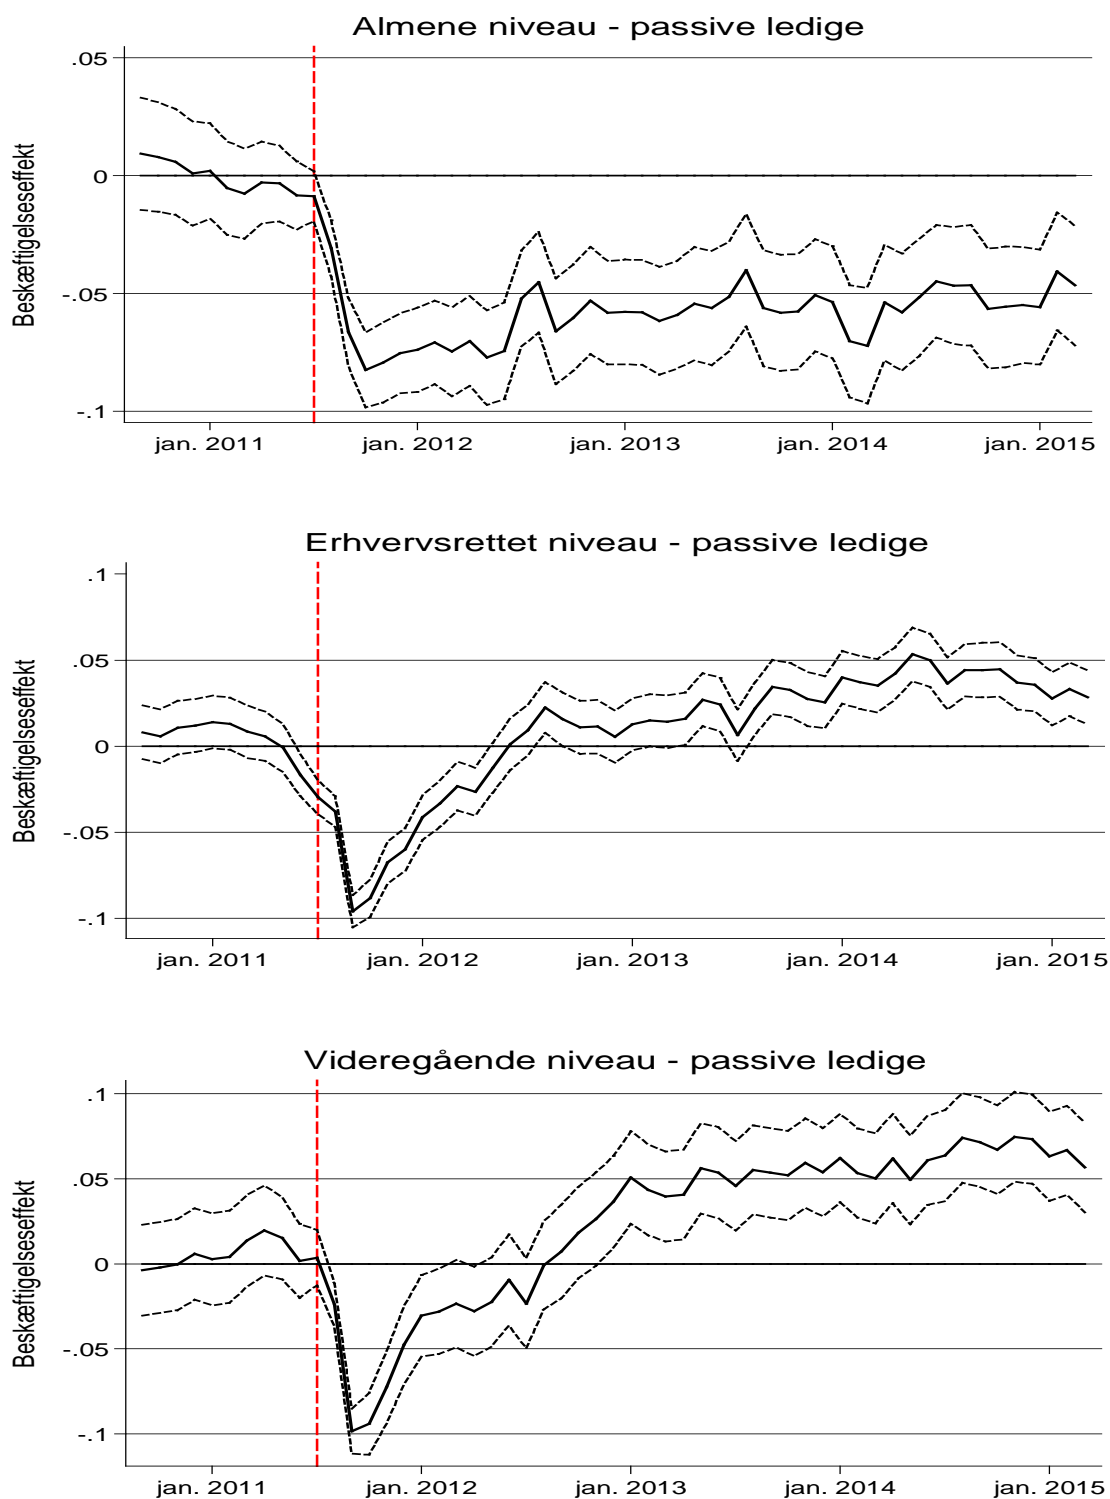 Almene niveau - passive ledige
Beskæftigelseseffekt
.05
0
-.05
-.1
jan. 2011 jan. 2012 jan. 2013 jan. 2014 jan. 2015
Erhvervsrettet niveau - passive ledige
Beskæftigelseseffekt
.1
.05
0
-.05
-.1
jan. 2011 jan. 2012 jan. 2013 jan. 2014 jan. 2015
Videregående niveau - passive ledige
Beskæftigelseseffekt
.1
.05
0
-.05
-.1
jan. 2011 jan. 2012 jan. 2013 jan. 2014 jan. 2015